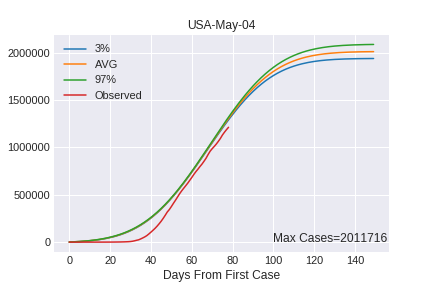 USA-May-04
2000000
1500000
1000000
500000
0
3%
AVG
97%
Observed
Max Cases=2011716
0 20 40 60 80 100 120 140
Days From First Case